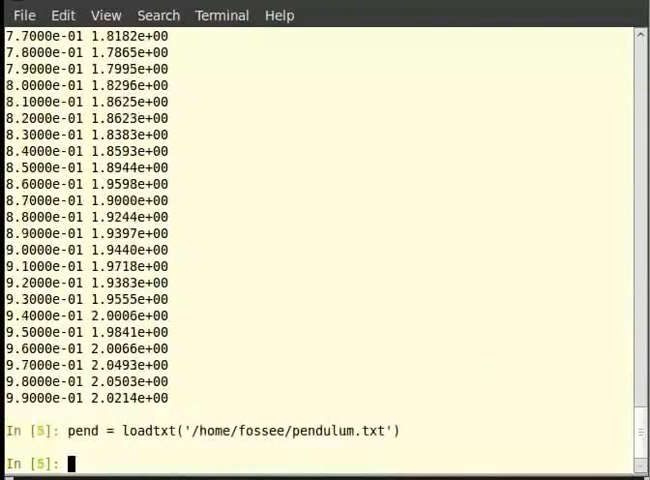 File Edit View Search Terminal Help
7.7000e-01 1.8182e+00
7.8000e-01 1.7865e+00
7.9000e-01 1.7995e+00
8.0000e-01 1.8296e+00
8.1000e-01 1.8625e+00
8.2000e-01 1.8623e+00
8.3000e-01 1.8383e+00
8.4000e-01 1.8593e+00
8.5000e-01 1.8944e+00
8.6000e-01 1.9598e+00
8.7000e-01 1.9000e+00
8.8000e-01 1.9244e+00
8.9000e-01 1.9397e+00
9.0000e-01 1.9440e+00
9.1000e-01 1.9718e+00
9.2000e-01 1.9383e+00
9.3000e-01 1.9555e+00
9.4000e-01 2.0006e+00
9.5000e-01 1.9841e+00
9.6000e-01 2.0066e+00
9.7000e-01 2.0493e+00
9.8000e-01 2.0503e+00
9.9000e-01 2.0214e+00
In [5]: pend = loadtxt('/home/fossee/pendulum.txt')
In [5]: